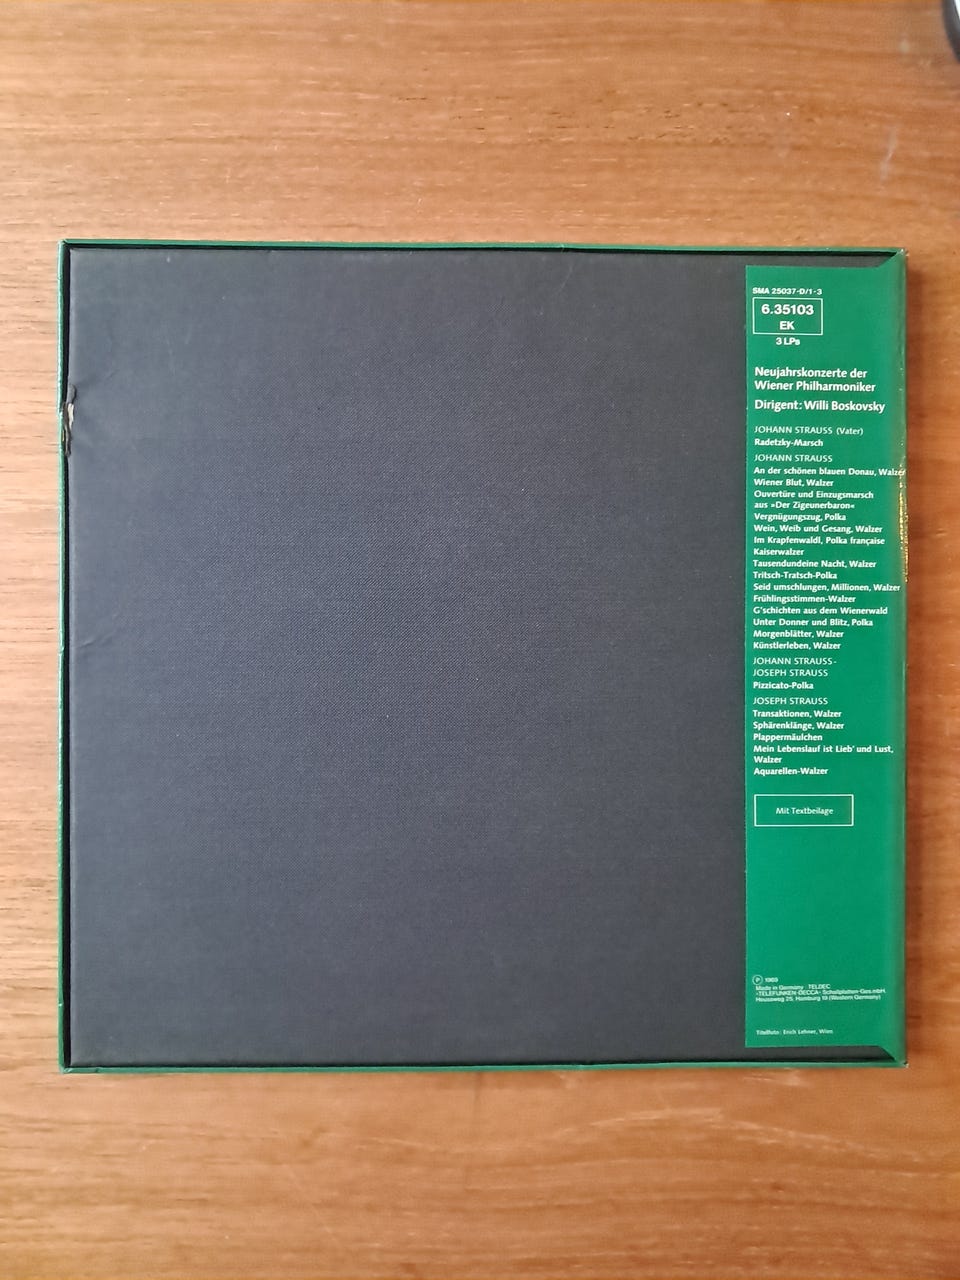 SMA 25037-D/1-3
6.35103
EK
3 LPs
Neujahrskonzerte der
Wiener Philharmoniker
Dirigent: Willi Boskovsky
JOHANN STRAUSS (Vater)
Radetzky-Marsch
JOHANN STRAUSS
An der schönen blauen Donau, Walzer
Wiener Blut, Walzer
Ouvertüre und Einzugsmarsch
aus »Der Zigeunerbaron«
Vergnügungszug, Polka
Wein, Weib und Gesang, Walzer
Im Krapfenwaldl, Polka française
Kaiserwalzer
Tausendundeine Nacht, Walzer
Tritsch-Tratsch-Polka
Seid umschlungen, Millionen, Walzer
Frühlingsstimmen-Walzer
G'schichten aus dem Wienerwald
Unter Donner und Blitz, Polka
Morgenblätter, Walzer
Künstlerleben, Walzer
JOHANN STRAUSS-
JOSEPH STRAUSS
Pizzicato-Polka
JOSEPH STRAUSS
Transaktionen, Walzer
Sphärenklänge, Walzer
Plappermäulchen
Mein Lebenslauf ist Lieb' und Lust,
Walzer
Aquarellen-Walzer
Mit Textbeilage
Ⓟ 1969
Made in Germany TELDEC
»TELEFUNKEN-DECCA« Schallplatten-Ges.mbH.
Heussweg 25, Hamburg 19 (Western Germany)
Titelfoto: Erich Lehner, Wien